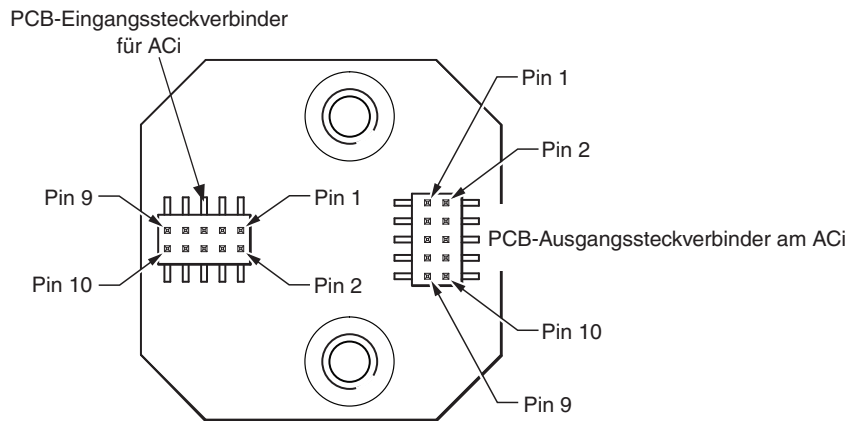 PCB-Eingangssteckverbinder
für ACi
Pin 1
Pin 2
Pin 9
Pin 1
PCB-Ausgangssteckverbinder am ACi
Pin 10
Pin 2
Pin 10
Pin 9